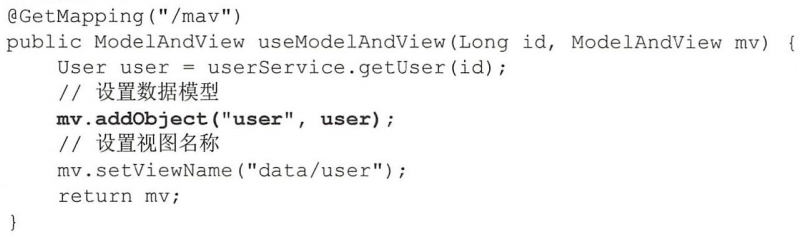 @GetMapping("/mav")
public ModelAndView useModelAndView(Long id, ModelAndView mv) {
    User user = userService.getUser(id);
    // 设置数据模型
    mv.addObject("user", user);
    // 设置视图名称
    mv.setViewName("data/user");
    return mv;
}